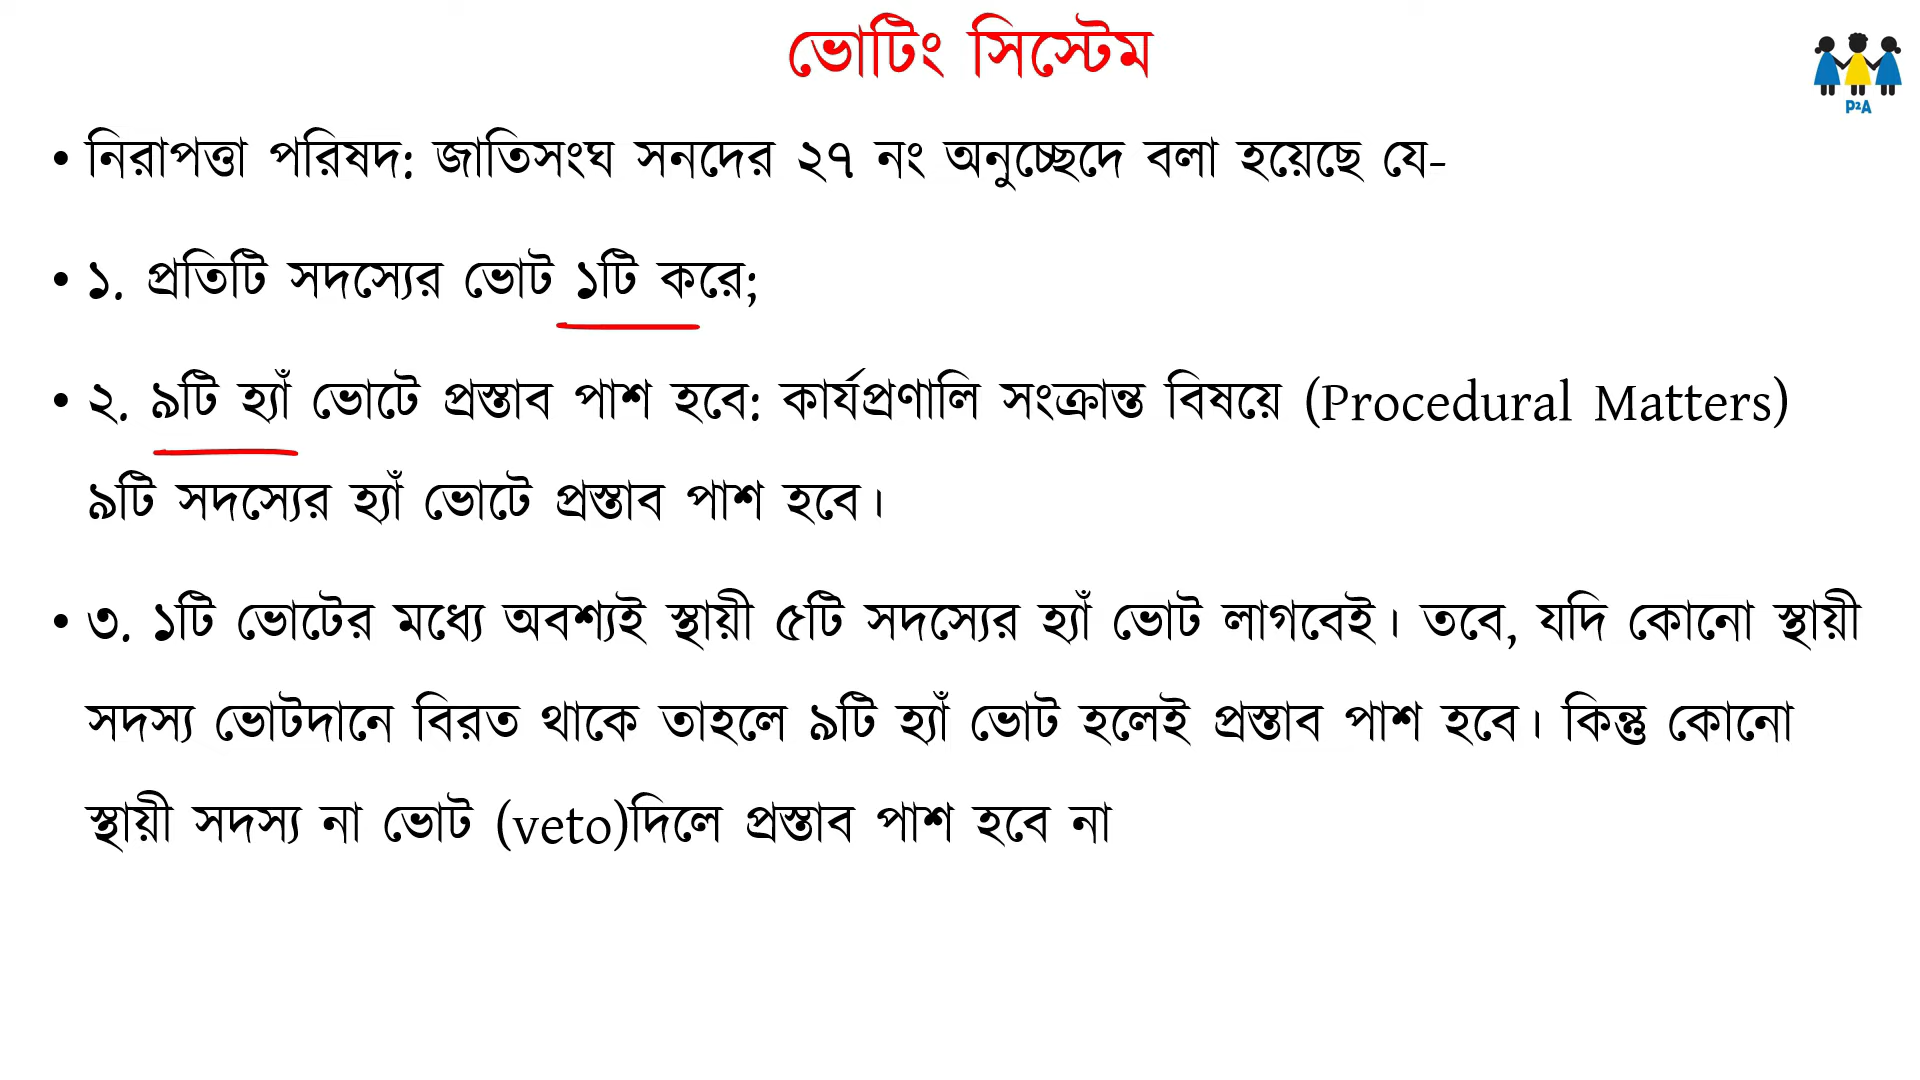 ভোটিং সিস্টেম
P²A
• নিরাপত্তা পরিষদ: জাতিসংঘ সনদের ২৭ নং অনুচ্ছেদে বলা হয়েছে যে-
• ১. প্রতিটি সদস্যের ভোট ১টি করে;
• ২. ৯টি হ্যাঁ ভোটে প্রস্তাব পাশ হবে: কার্যপ্রণালি সংক্রান্ত বিষয়ে (Procedural Matters)
৯টি সদস্যের হ্যাঁ ভোটে প্রস্তাব পাশ হবে।
• ৩. ১টি ভোটের মধ্যে অবশ্যই স্থায়ী ৫টি সদস্যের হ্যাঁ ভোট লাগবেই। তবে, যদি কোনো স্থায়ী
সদস্য ভোটদানে বিরত থাকে তাহলে ৯টি হ্যাঁ ভোট হলেই প্রস্তাব পাশ হবে। কিন্তু কোনো
স্থায়ী সদস্য না ভোট (veto)দিলে প্রস্তাব পাশ হবে না